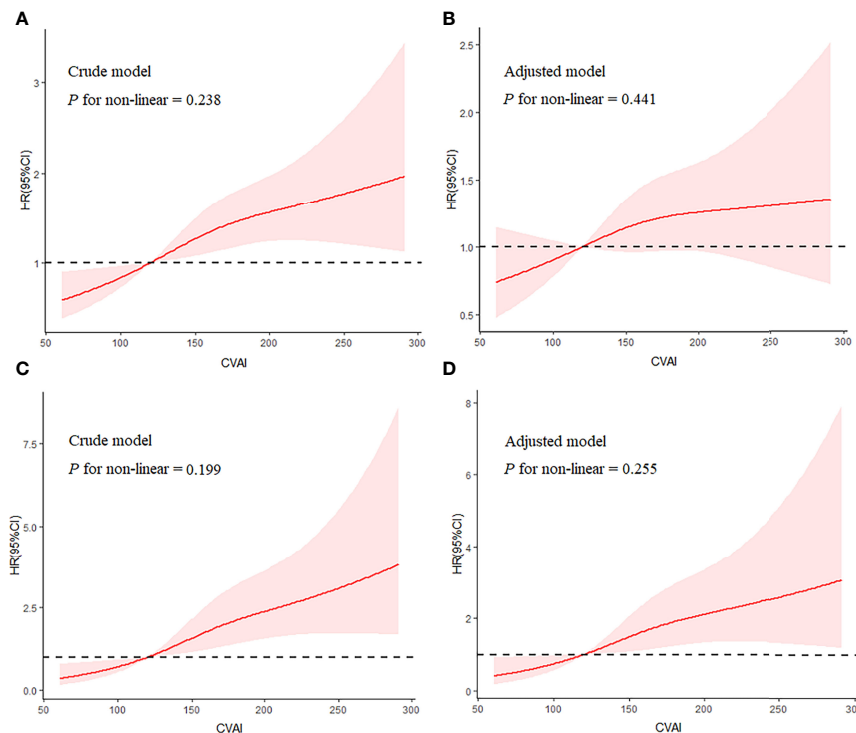 A
Crude model
P for non-linear = 0.238
HR(95%CI)
3
2
1
50
100
150
200
250
300
CVAI
B
Adjusted model
P for non-linear = 0.441
HR(95%CI)
2.5
2.0
1.5
1.0
0.5
50
100
150
200
250
300
CVAI
C
Crude model
P for non-linear = 0.199
HR(95%CI)
7.5
5.0
2.5
0.0
50
100
150
200
250
300
CVAI
D
Adjusted model
P for non-linear = 0.255
HR(95%CI)
8
6
4
2
0
50
100
150
200
250
300
CVAI